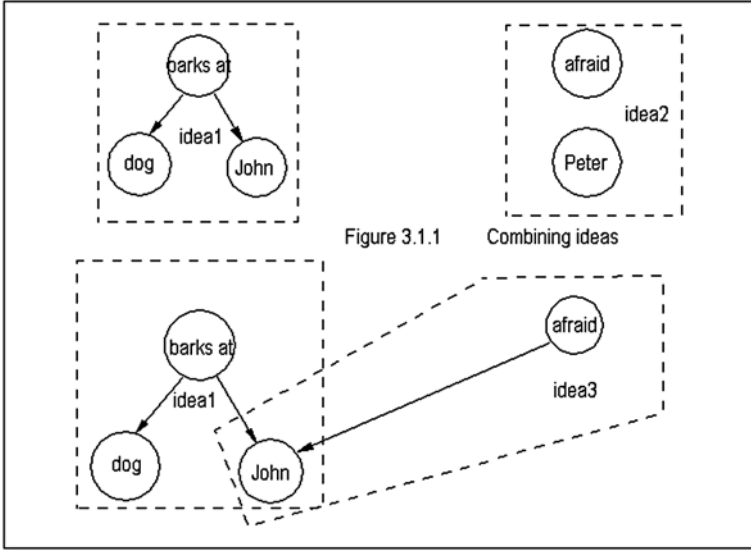 barks at
idea1
dog
John
afraid
idea2
Peter
Figure 3.1.1 Combining ideas
barks at
idea1
dog
John
afraid
idea3